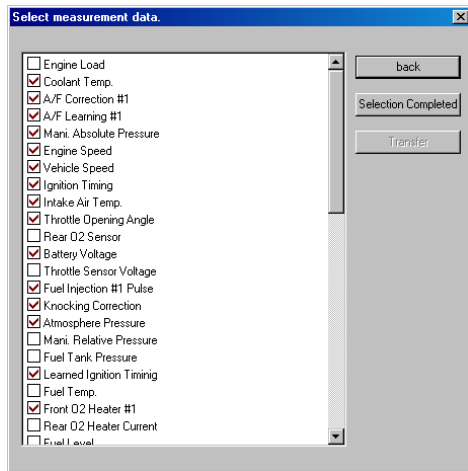 Select measurement data.
Engine Load
Coolant Temp.
A/F Correction #1
A/F Learning #1
Mani. Absolute Pressure
Engine Speed
Vehicle Speed
Ignition Timing
Intake Air Temp.
Throttle Opening Angle
Rear O2 Sensor
Battery Voltage
Throttle Sensor Voltage
Fuel Injection #1 Pulse
Knocking Correction
Atmosphere Pressure
Mani. Relative Pressure
Fuel Tank Pressure
Learned Ignition Timinig
Fuel Temp.
Front O2 Heater #1
Rear O2 Heater Current
Fuel Level
back
Selection Completed
Transfer